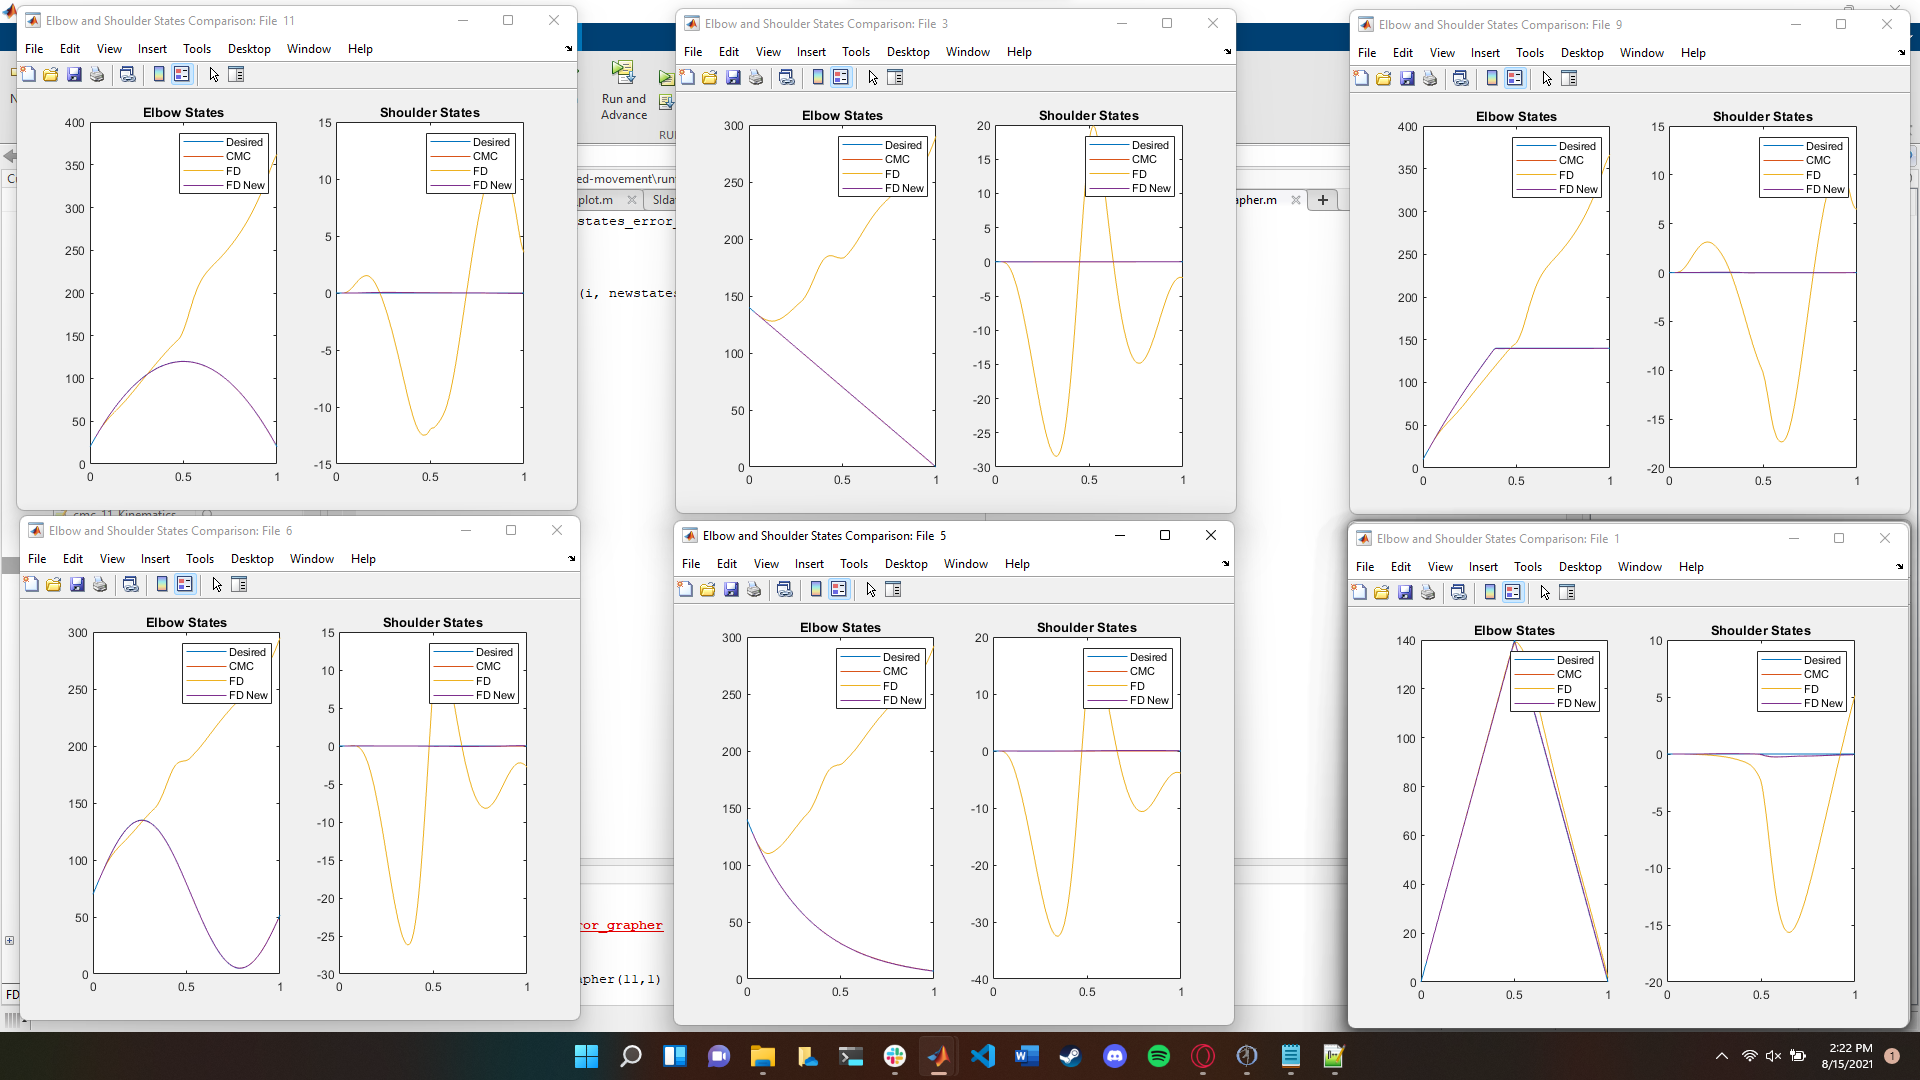 Elbow and Shoulder States Comparison: File 11
File Edit View Insert Tools Desktop Window Help
Elbow States
Shoulder States
Desired
CMC
FD
FD New
Desired
CMC
FD
FD New
400
350
300
250
200
150
100
50
0
0 0.5 1
15
10
5
0
-5
-10
-15
0 0.5 1
Run and
Advance
Elbow and Shoulder States Comparison: File 3
File Edit View Insert Tools Desktop Window Help
Elbow States
Shoulder States
Desired
CMC
FD
FD New
Desired
CMC
FD
FD New
300
250
200
150
100
50
0
0 0.5 1
20
15
10
5
0
-5
-10
-15
-20
-25
-30
0 0.5 1
Elbow and Shoulder States Comparison: File 9
File Edit View Insert Tools Desktop Window Help
Elbow States
Shoulder States
Desired
CMC
FD
FD New
Desired
CMC
FD
FD New
400
350
300
250
200
150
100
50
0
0 0.5 1
15
10
5
0
-5
-10
-15
-20
0 0.5 1
ed-movement\run
plot.m
Slda
apher.m
states_error_
(i, newstates
Elbow and Shoulder States Comparison: File 6
File Edit View Insert Tools Desktop Window Help
Elbow States
Shoulder States
Desired
CMC
FD
FD New
Desired
CMC
FD
FD New
300
250
200
150
100
50
0
0 0.5 1
15
10
5
0
-5
-10
-15
-20
-25
-30
0 0.5 1
Elbow and Shoulder States Comparison: File 5
File Edit View Insert Tools Desktop Window Help
Elbow States
Shoulder States
Desired
CMC
FD
FD New
Desired
CMC
FD
FD New
300
250
200
150
100
50
0
0 0.5 1
20
10
0
-10
-20
-30
-40
0 0.5 1
Elbow and Shoulder States Comparison: File 1
File Edit View Insert Tools Desktop Window Help
Elbow States
Shoulder States
Desired
CMC
FD
FD New
Desired
CMC
FD
FD New
140
120
100
80
60
40
20
0
0 0.5 1
10
5
0
-5
-10
-15
-20
0 0.5 1
ror_grapher
apher(11,1)
FD
2:22 PM
8/15/2021
1